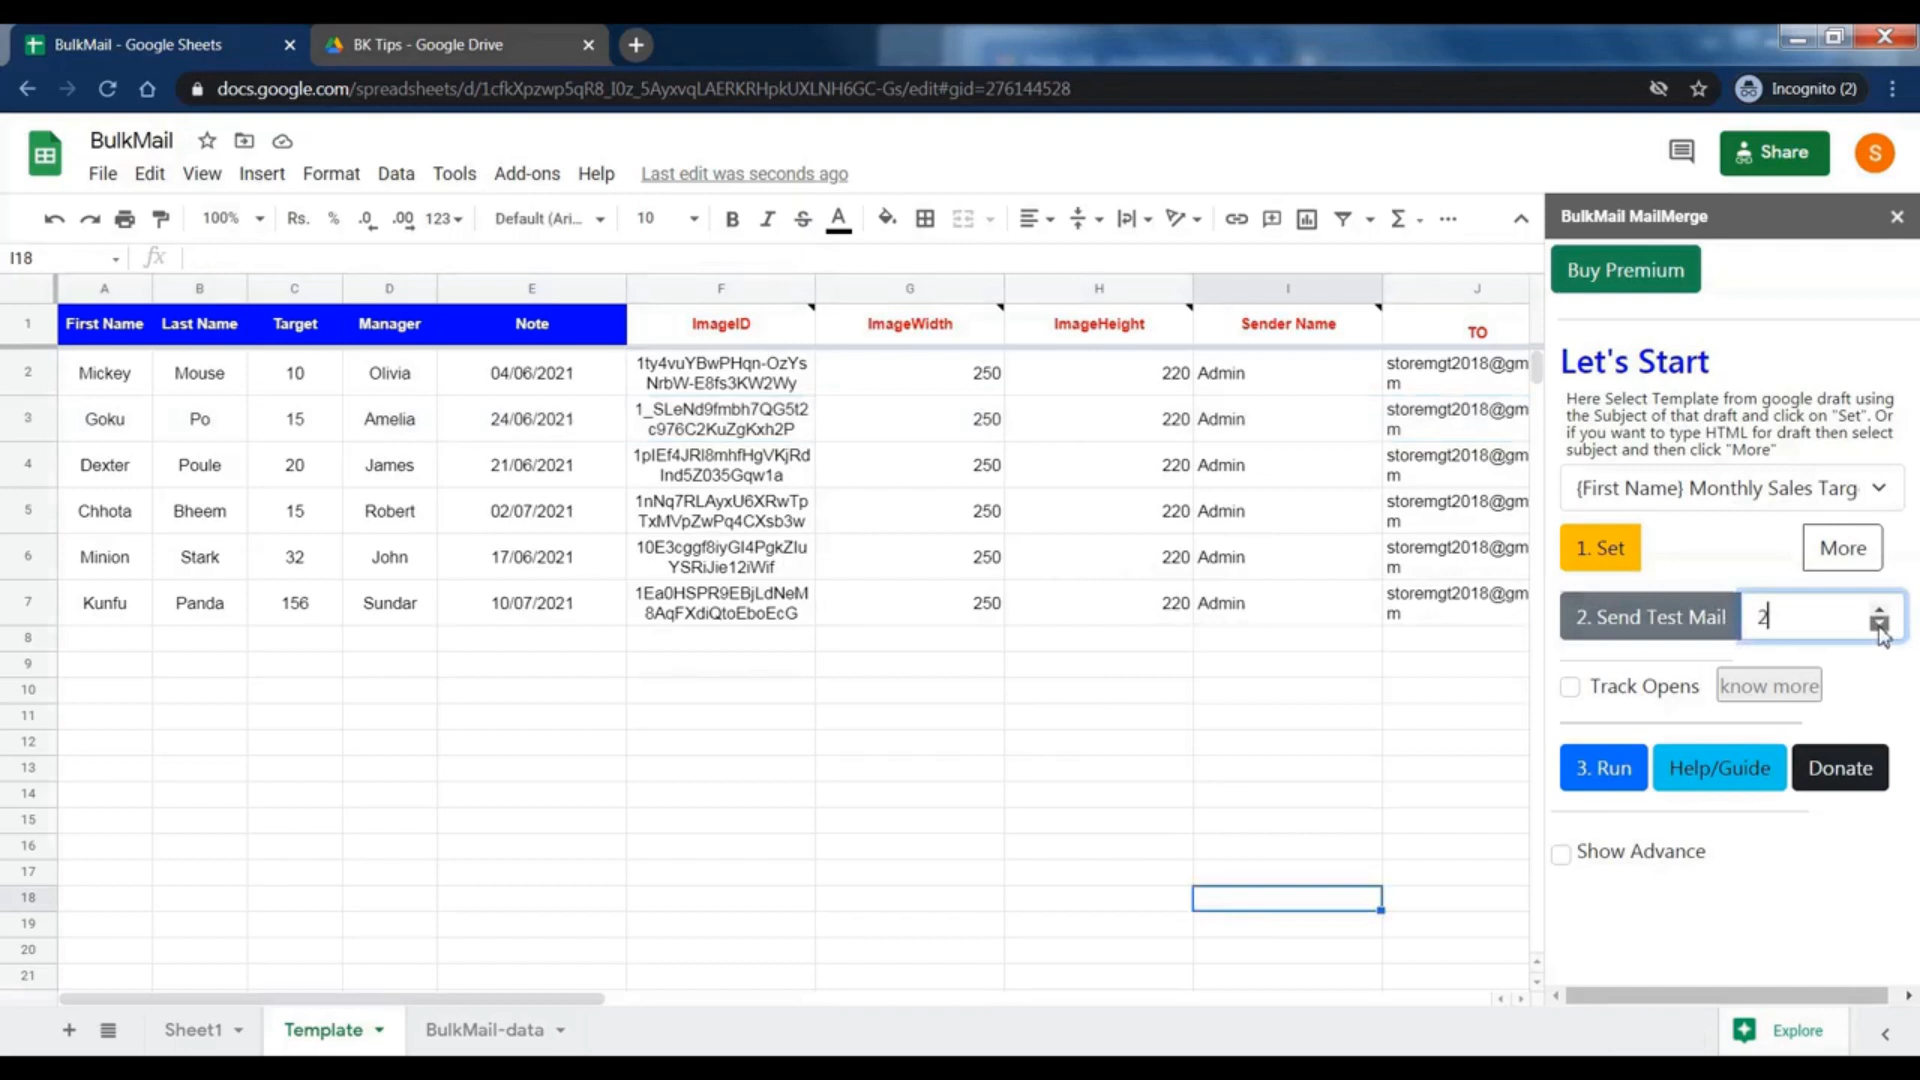 BulkMail - Google Sheets
BK Tips - Google Drive
docs.google.com/spreadsheets/d/1cfkXpzwp5qR8_I0z_5AyxvqLAERKRHpkUXLNH6GC-Gs/edit#gid=276144528
Incognito (2)
BulkMail
File Edit View Insert Format Data Tools Add-ons Help Last edit was seconds ago
Share
S
100% Rs. % .0 .00 123 Default (Ari... 10 B I S A
I18 fx
A B C D E F G H I J
1 First Name Last Name Target Manager Note ImageID ImageWidth ImageHeight Sender Name TO
2 Mickey Mouse 10 Olivia 04/06/2021 1ty4vuYBwPHqn-OzYs 250 220 Admin storemgt2018@gm
NrbW-E8fs3KW2Wy m
3 Goku Po 15 Amelia 24/06/2021 1_SLeNd9fmbh7QG5t2 250 220 Admin storemgt2018@gm
c976C2KuZgKxh2P m
4 Dexter Poule 20 James 21/06/2021 1pIEf4JRl8mhfHgVKjRd 250 220 Admin storemgt2018@gm
Ind5Z035Gqw1a m
5 Chhota Bheem 15 Robert 02/07/2021 1nNq7RLAyxU6XRwTp 250 220 Admin storemgt2018@gm
TxMVpZwPq4CXsb3w m
6 Minion Stark 32 John 17/06/2021 10E3cggf8iyGI4PgkZIu 250 220 Admin storemgt2018@gm
YSRiJie12iWif m
7 Kunfu Panda 156 Sundar 10/07/2021 1Ea0HSPR9EBjLdNeM 250 220 Admin storemgt2018@gm
8AqFXdiQtoEboEcG m
8
9
10
11
12
13
14
15
16
17
18
19
20
21
Sheet1 Template BulkMail-data
Explore
BulkMail MailMerge
Buy Premium
Let's Start
Here Select Template from google draft using
the Subject of that draft and click on "Set". Or
if you want to type HTML for draft then select
subject and then click "More"
{First Name} Monthly Sales Targ
1. Set More
2. Send Test Mail 2
Track Opens know more
3. Run Help/Guide Donate
Show Advance